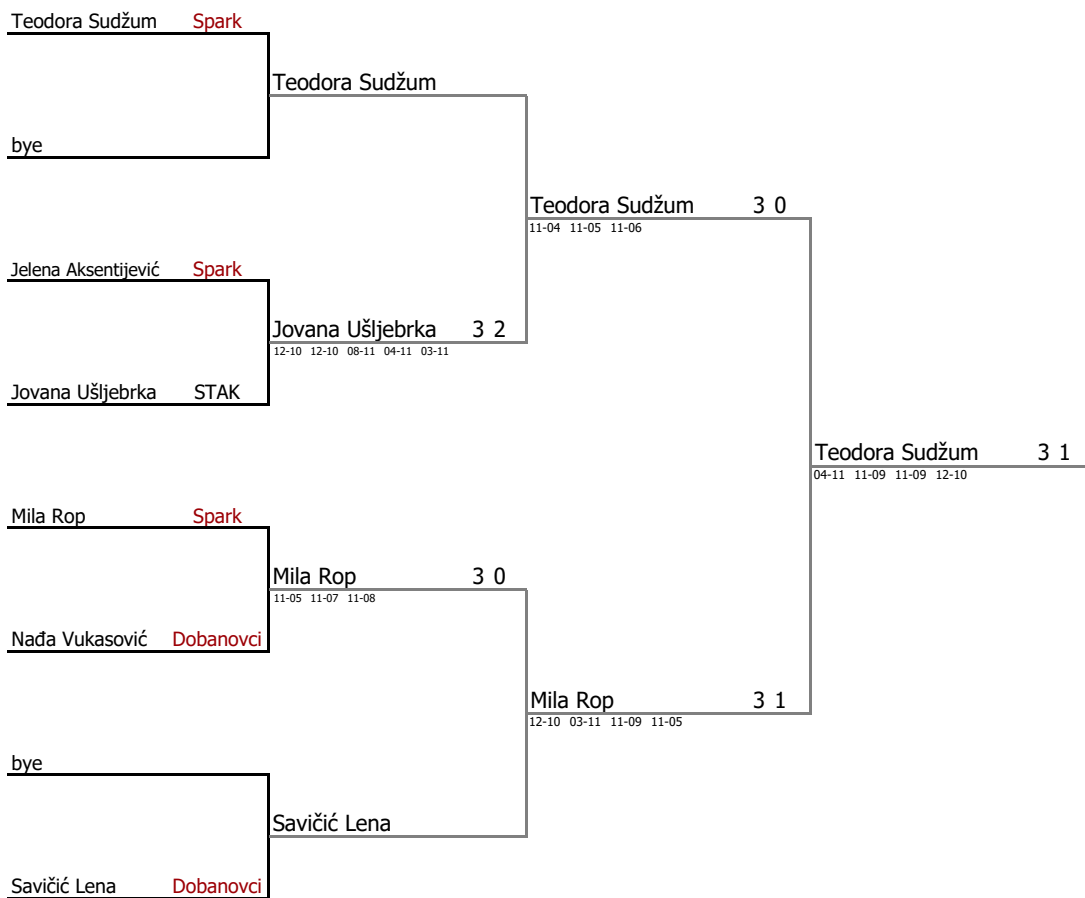 Teodora Sudžum Spark
Teodora Sudžum
bye
Teodora Sudžum 3 0
11-04 11-05 11-06
Jelena Aksentijević Spark
Jovana Ušljebrka 3 2
12-10 12-10 08-11 04-11 03-11
Jovana Ušljebrka STAK
Teodora Sudžum 3 1
04-11 11-09 11-09 12-10
Mila Rop Spark
Mila Rop 3 0
11-05 11-07 11-08
Nađa Vukasović Dobanovci
Mila Rop 3 1
12-10 03-11 11-09 11-05
bye
Savičić Lena
Savičić Lena Dobanovci